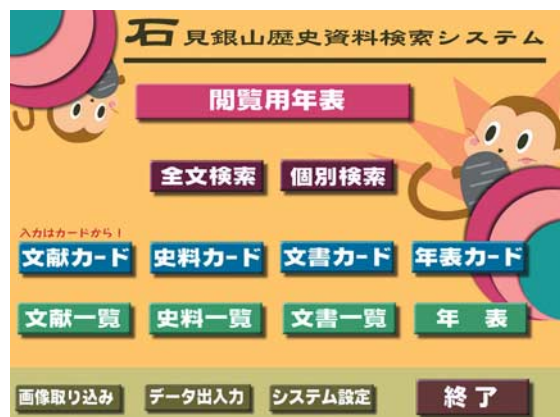 石見銀山歴史資料検索システム
閲覧用年表
全文検索 個別検索
入力はカードから!
文献カード 史料カード 文書カード 年表カード
文献一覧 史料一覧 文書一覧 年 表
画像取り込み データ出入力 システム設定 終了